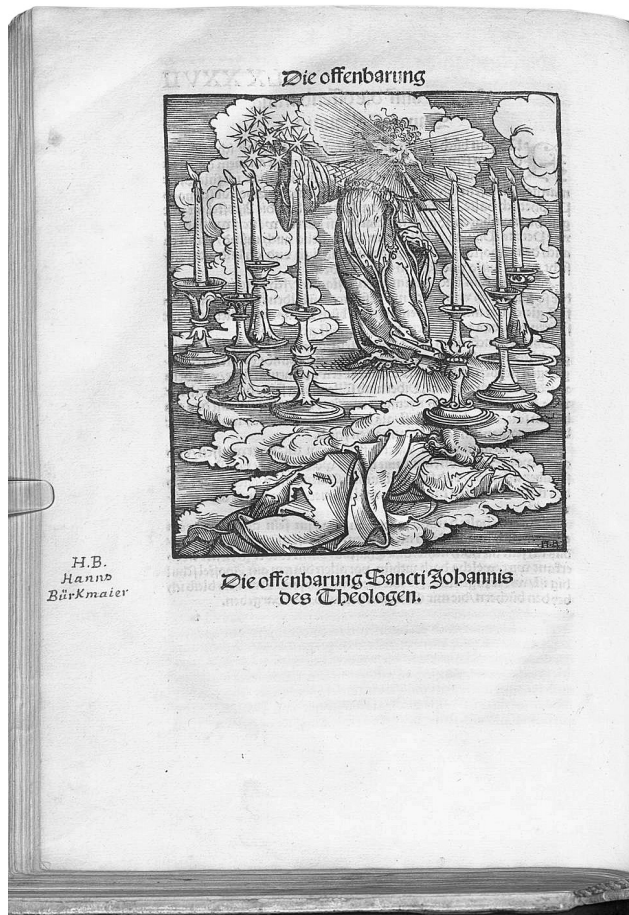 Die offenbarung
H.B.
Hanns
Bürkmaier
H B
Die offenbarung Sancti Johannis
des Theologen.